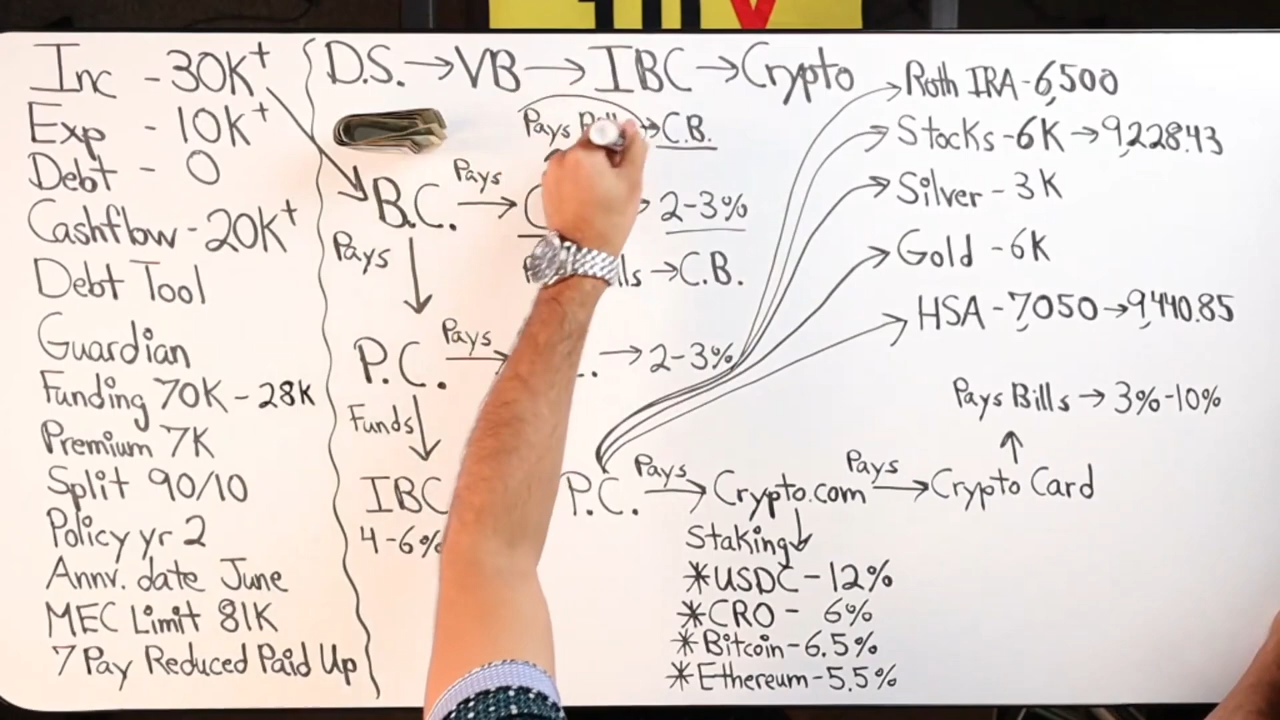 Inc - 30K+
Exp - 10K+
Debt - 0
Cashflow - 20K+
Debt Tool
Guardian
Funding 70K - 28K
Premium 7K
Split 90/10
Policy yr 2
Annv. date June
MEC Limit 81K
7 Pay Reduced Paid Up
D.S. → VB → IBC → Crypto
Pays → C.B.
B.C. Pays → → 2-3%
Pays
→ C.B.
P.C. Pays → → 2-3%
Funds
IBC
4-6%
Roth IRA - 6,500
Stocks - 6K → 9,228.43
Silver - 3K
Gold - 6K
HSA - 7,050 → 9,440.85
Pays Bills → 3%-10%
P.C. Pays → Crypto.com Pays → Crypto Card
Staking
*USDC - 12%
*CRO - 6%
*Bitcoin - 6.5%
*Ethereum - 5.5%